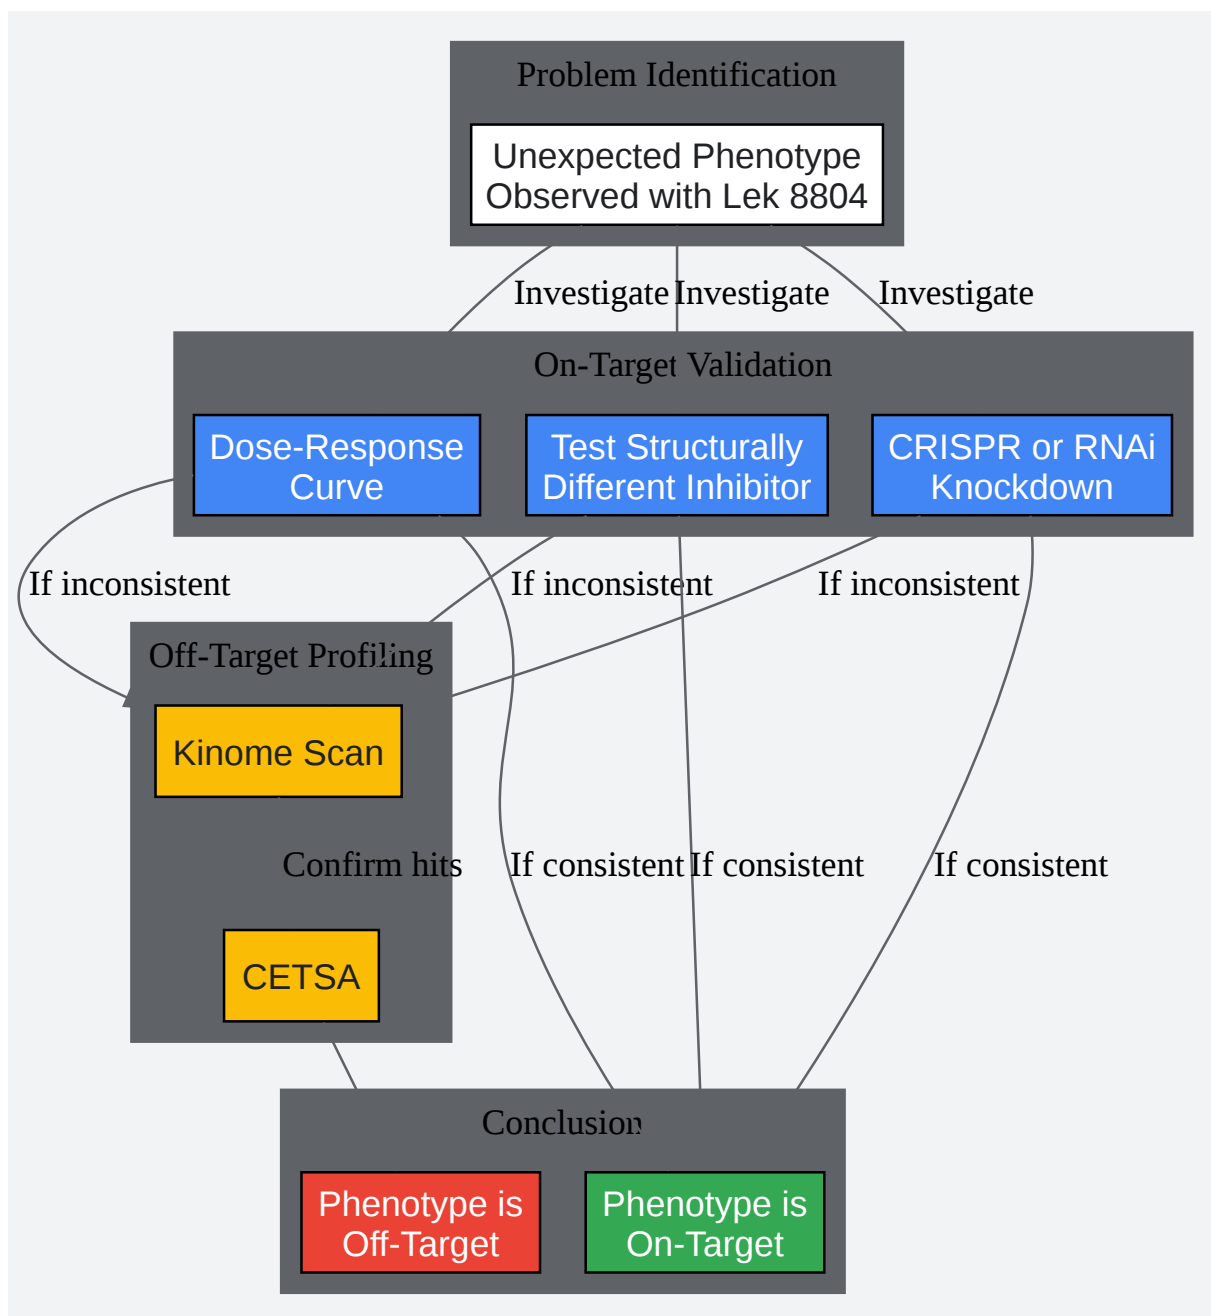 Problem Identification
Unexpected Phenotype
Observed with Lek 8804
Investigate
Investigate
Investigate
On-Target Validation
Dose-Response
Curve
Test Structurally
Different Inhibitor
CRISPR or RNAi
Knockdown
If inconsistent
If inconsistent
If inconsistent
Off-Target Profiling
Kinome Scan
Confirm hits
If consistent
If consistent
If consistent
CETSA
Conclusion
Phenotype is
Off-Target
Phenotype is
On-Target